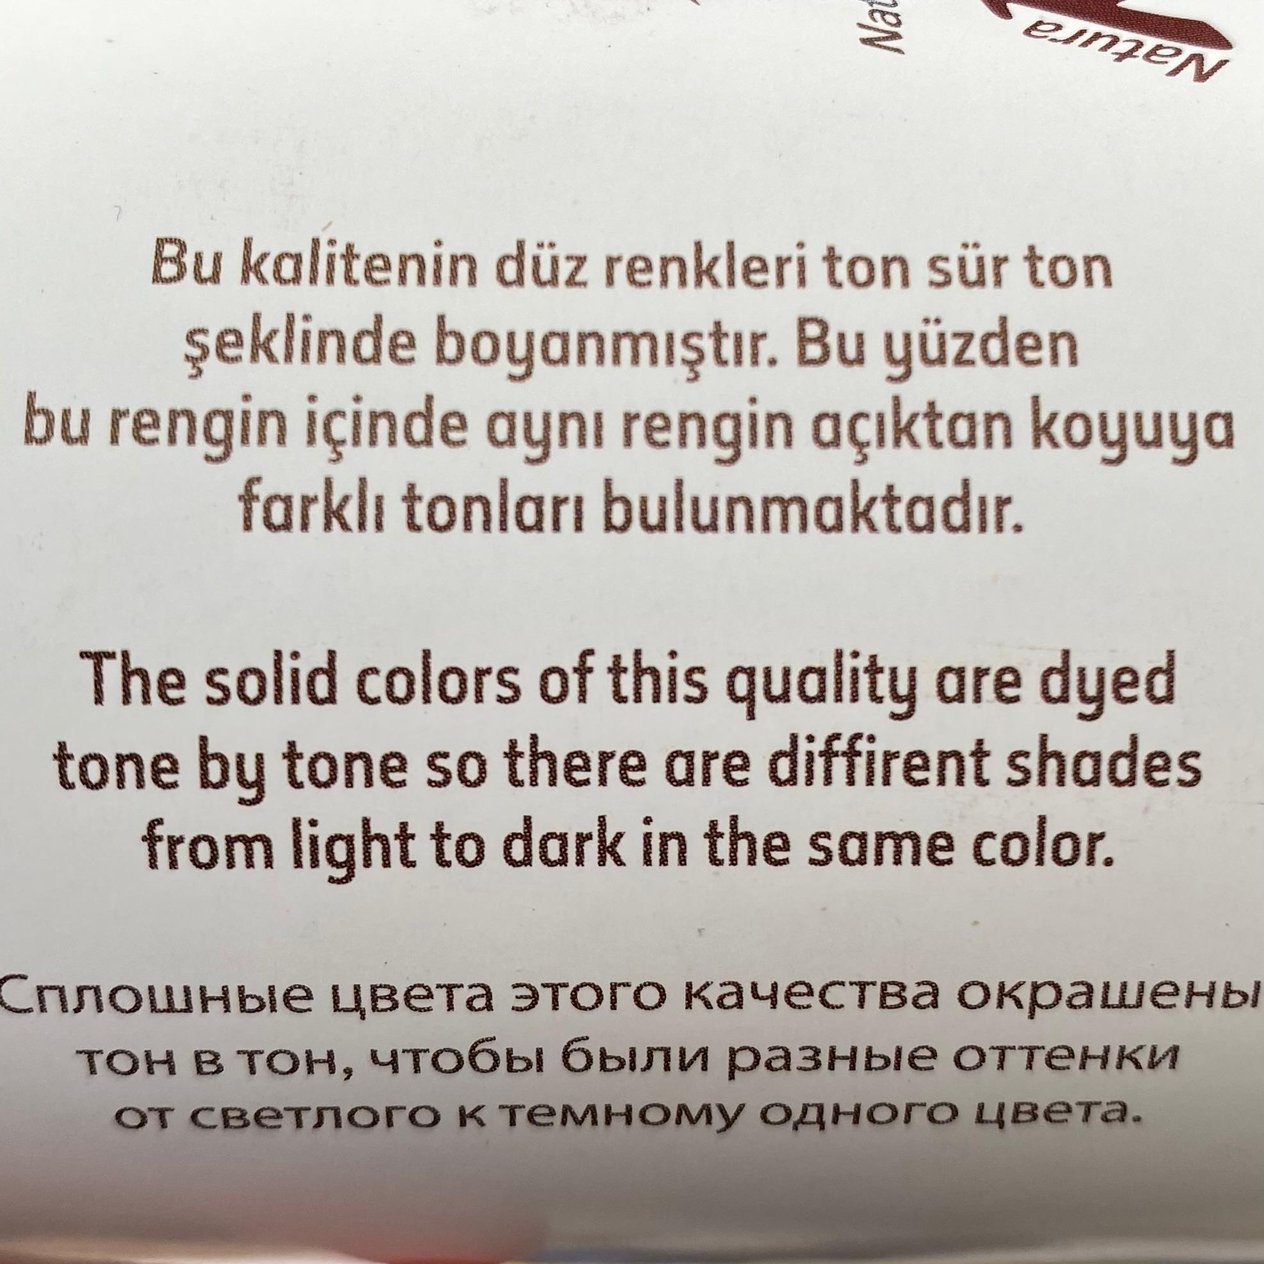 Natura
Bu kalitenin düz renkleri ton sür ton
şeklinde boyanmıştır. Bu yüzden
bu rengin içinde aynı rengin açıktan koyuya
farklı tonları bulunmaktadır.
The solid colors of this quality are dyed
tone by tone so there are diffirent shades
from light to dark in the same color.
Сплошные цвета этого качества окрашены
тон в тон, чтобы были разные оттенки
от светлого к темному одного цвета.